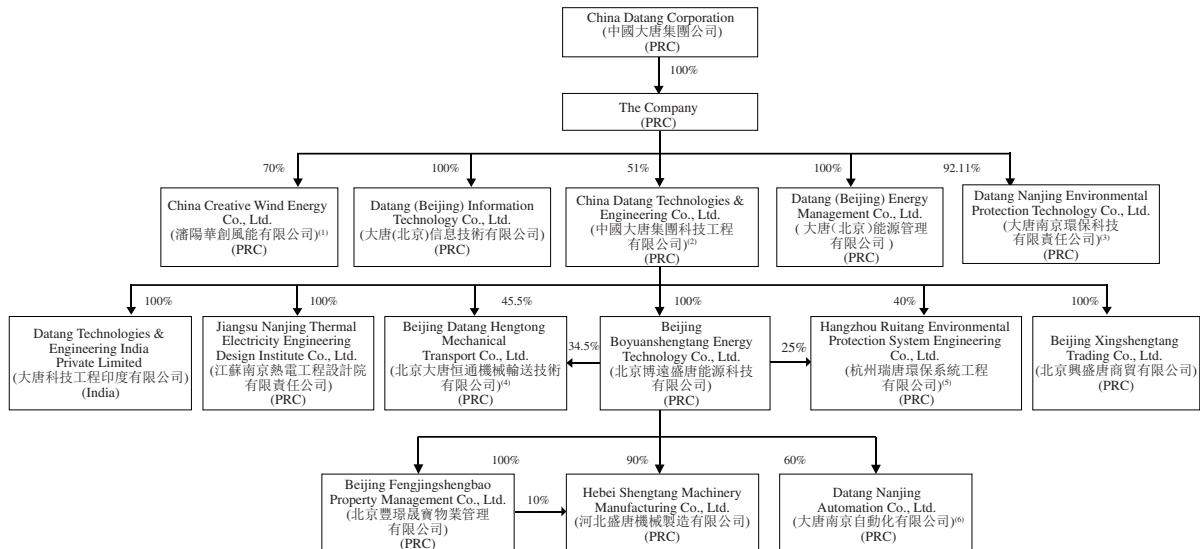 China Datang Corporation
(中國大唐集團公司)
(PRC)
100%
The Company
(PRC)
70%
100%
51%
100%
92.11%
China Creative Wind Energy
Co., Ltd.
(瀋陽華創風能有限公司)(1)
(PRC)
Datang (Beijing) Information
Technology Co., Ltd.
(大唐(北京)信息技術有限公司)
(PRC)
China Datang Technologies &
Engineering Co., Ltd.
(中國大唐集團科技工程
有限公司)(2)
(PRC)
Datang (Beijing) Energy
Management Co., Ltd.
(大唐(北京)能源管理
有限公司)
(PRC)
Datang Nanjing Environmental
Protection Technology Co., Ltd.
(大唐南京環保科技
有限責任公司)(3)
(PRC)
100%
100%
45.5%
100%
40%
100%
Datang Technologies &
Engineering India
Private Limited
(大唐科技工程印度有限公司)
(India)
Jiangsu Nanjing Thermal
Electricity Engineering
Design Institute Co., Ltd.
(江蘇南京熱電工程設計院
有限責任公司)
(PRC)
Beijing Datang Hengtong
Mechanical
Transport Co., Ltd.
(北京大唐恒通機械輸送技術
有限公司)(4)
(PRC)
34.5%
Beijing
Boyuanshengtang Energy
Technology Co., Ltd.
(北京博遠盛唐能源科技
有限公司)
(PRC)
25%
Hangzhou Ruitang Environmental
Protection System Engineering
Co., Ltd.
(杭州瑞唐環保系統工程
有限公司)(5)
(PRC)
Beijing Xingshengtang
Trading Co., Ltd.
(北京興盛唐商貿有限公司)
(PRC)
100%
90%
60%
Beijing Fengjingshengbao
Property Management Co., Ltd.
(北京豐璟晟寶物業管理
有限公司)
(PRC)
10%
Hebei Shengtang Machinery
Manufacturing Co., Ltd.
(河北盛唐機械製造有限公司)
(PRC)
Datang Nanjing
Automation Co., Ltd.
(大唐南京自動化有限公司)(6)
(PRC)